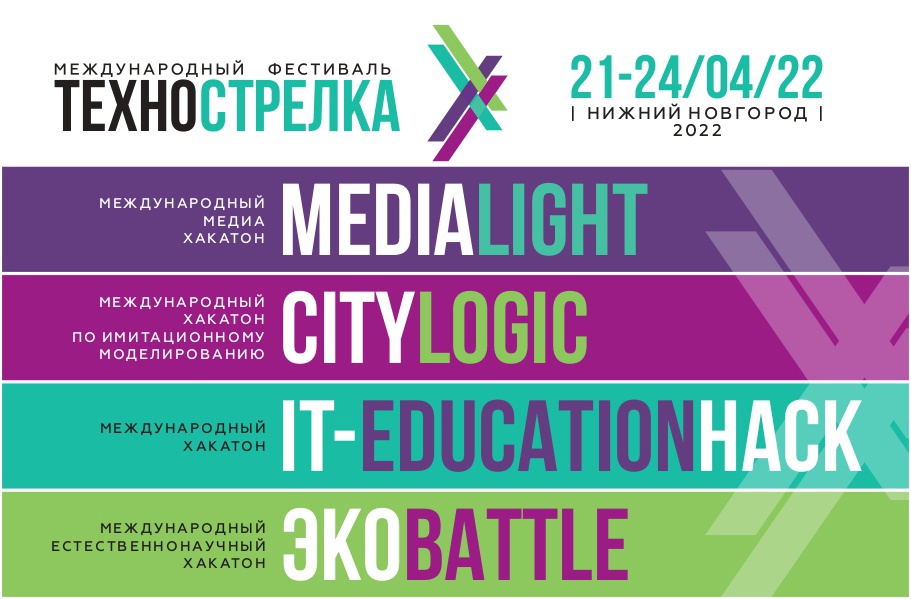 МЕЖДУНАРОДНЫЙ ФЕСТИВАЛЬ
ТЕХНОСТРЕЛКА
21-24/04/22
| НИЖНИЙ НОВГОРОД |
2022
МЕЖДУНАРОДНЫЙ
МЕДИА
ХАКАТОН
MEDIALIGHT
МЕЖДУНАРОДНЫЙ
ХАКАТОН
ПО ИМИТАЦИОННОМУ
МОДЕЛИРОВАНИЮ
CITYLOGIC
МЕЖДУНАРОДНЫЙ
ХАКАТОН
IT-EDUCATIONHACK
МЕЖДУНАРОДНЫЙ
ЕСТЕСТВЕННОНАУЧНЫЙ
ХАКАТОН
ЭКОBATTLE